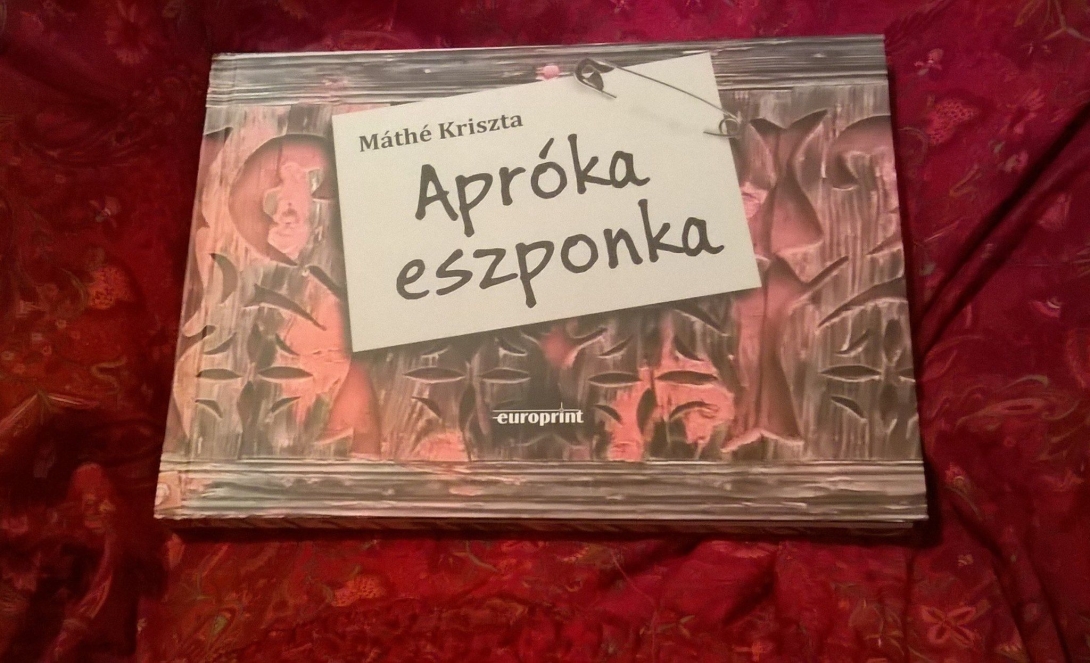 Máthé Kriszta
Apróka
eszponka
europrint